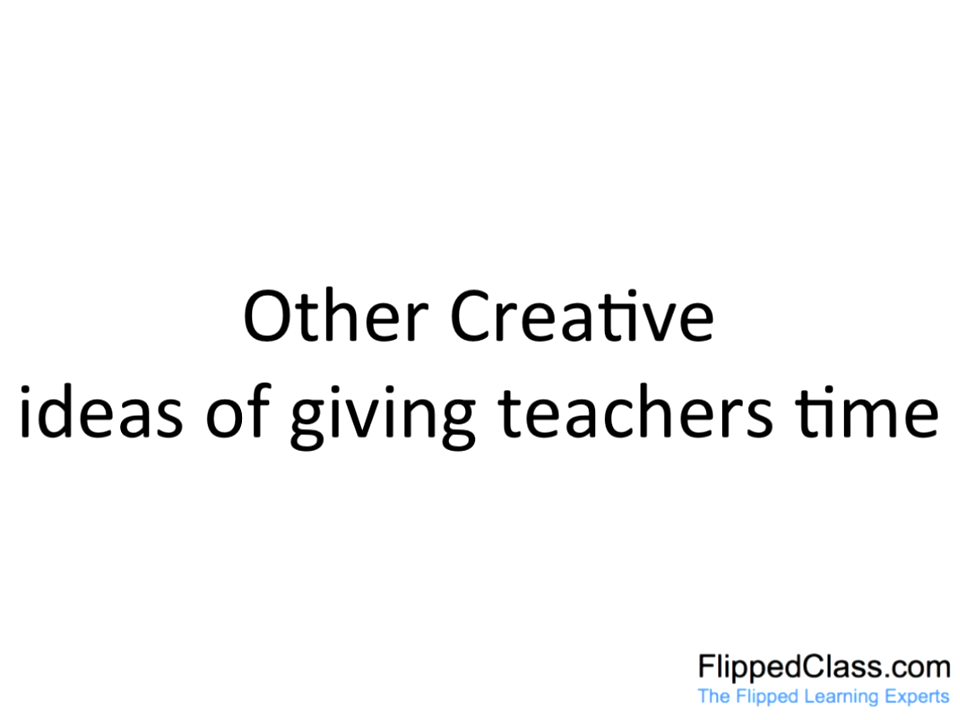 Other Creative
ideas of giving teachers time
FlippedClass.com
The Flipped Learning Experts